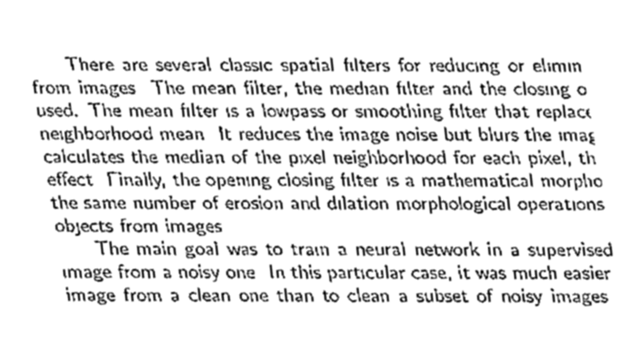 There are several classic spatial filters for reducing or elimin
from images The mean filter, the median filter and the closing o
used. The mean filter is a lowpass or smoothing filter that replac
neighborhood mean It reduces the image noise but blurs the imag
calculates the median of the pixel neighborhood for each pixel, th
effect Finally, the opening closing filter is a mathematical morpho
the same number of erosion and dilation morphological operations
objects from images
The main goal was to train a neural network in a supervised
image from a noisy one In this particular case, it was much easier
image from a clean one than to clean a subset of noisy images